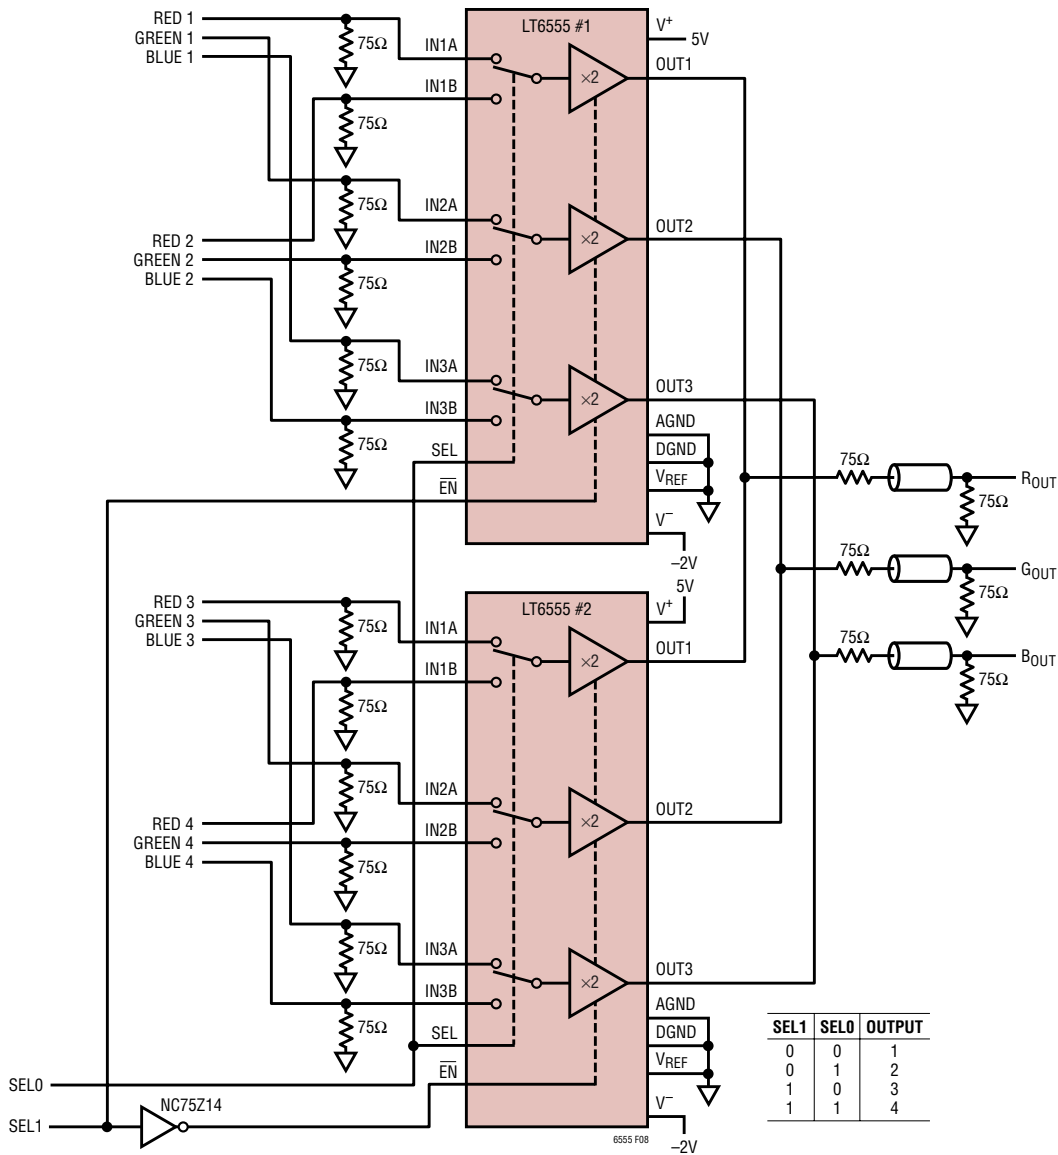 RED 1
GREEN 1
BLUE 1
75Ω
IN1A
IN1B
75Ω
75Ω
IN2A
RED 2
GREEN 2
BLUE 2
IN2B
75Ω
75Ω
IN3A
IN3B
75Ω
SEL
EN
LT6555 #1
×2
×2
×2
V+
5V
OUT1
OUT2
OUT3
AGND
DGND
VREF
V–
–2V
75Ω
ROUT
75Ω
75Ω
GOUT
75Ω
75Ω
BOUT
75Ω
RED 3
GREEN 3
BLUE 3
75Ω
IN1A
IN1B
75Ω
75Ω
IN2A
RED 4
GREEN 4
BLUE 4
IN2B
75Ω
75Ω
IN3A
IN3B
75Ω
SEL
EN
LT6555 #2
×2
×2
×2
5V
V+
OUT1
OUT2
OUT3
AGND
DGND
VREF
V–
–2V
SEL0
SEL1
NC75Z14
6555 F08
SEL1 SEL0 OUTPUT
0 0 1
0 1 2
1 0 3
1 1 4